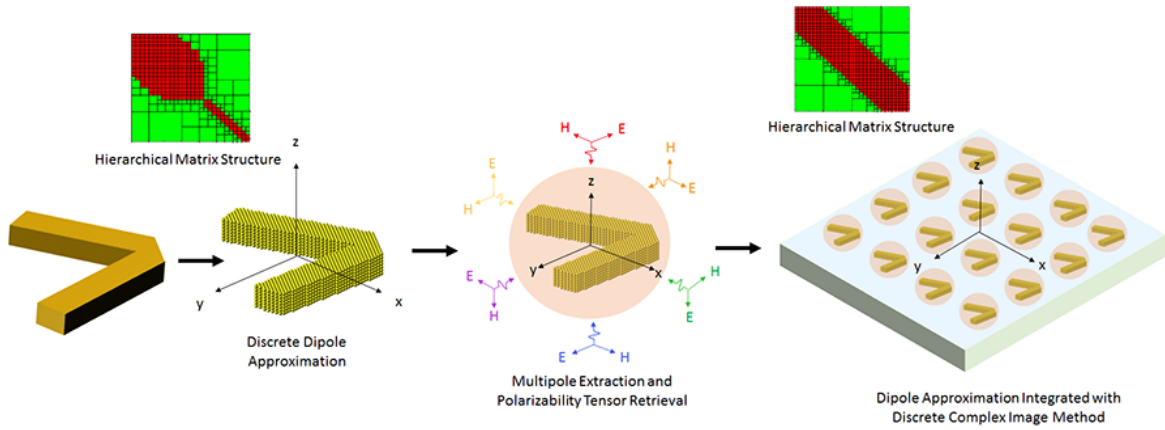 Hierarchical Matrix Structure
Hierarchical Matrix Structure
z
y
x
Discrete Dipole
Approximation
H
E
E
H
H
E
z
y
x
E
H
H
E
E
H
Multipole Extraction and
Polarizability Tensor Retrieval
z
y
x
Dipole Approximation Integrated with
Discrete Complex Image Method